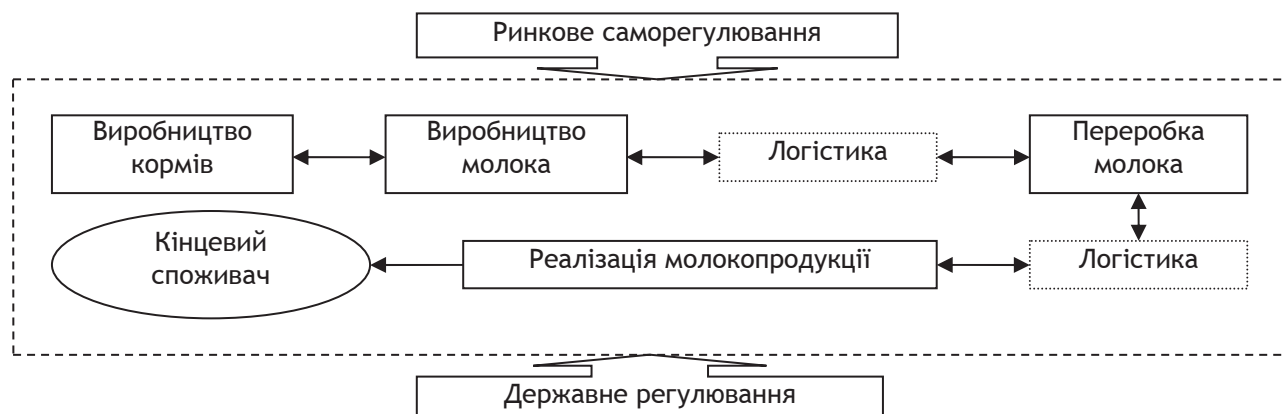 Ринкове саморегулювання
Виробництво
кормів
Виробництво
молока
Логістика
Переробка
молока
Кінцевий
споживач
Реалізація молокопродукції
Логістика
Державне регулювання